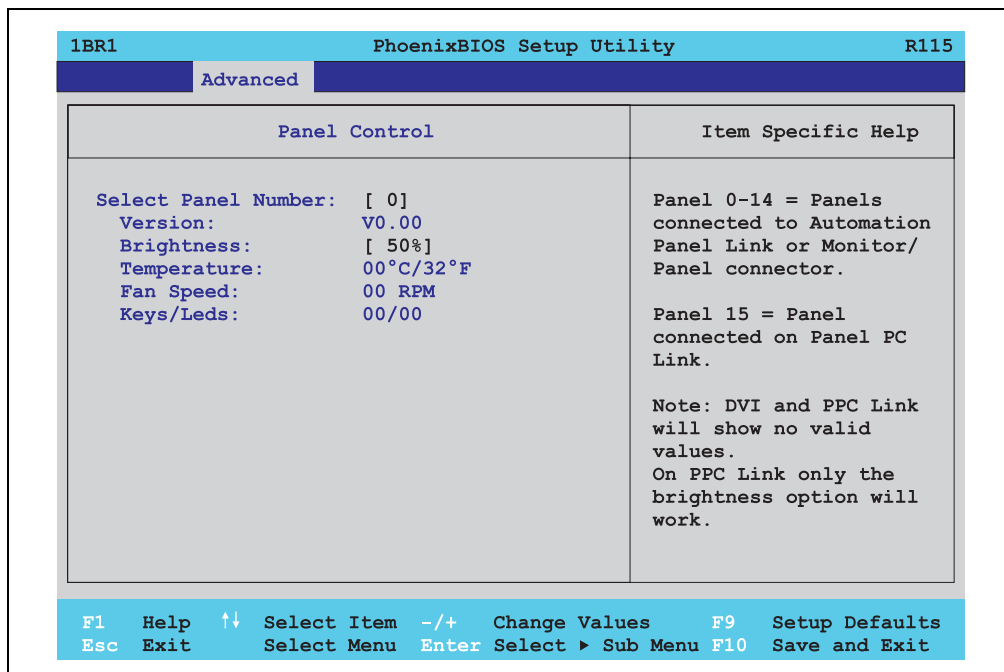 1BR1 PhoenixBIOS Setup Utility R115
Advanced
Panel Control
Item Specific Help
Select Panel Number: [ 0]
Version: V0.00
Brightness: [ 50%]
Temperature: 00°C/32°F
Fan Speed: 00 RPM
Keys/Leds: 00/00
Panel 0-14 = Panels
connected to Automation
Panel Link or Monitor/
Panel connector.
Panel 15 = Panel
connected on Panel PC
Link.
Note: DVI and PPC Link
will show no valid
values.
On PPC Link only the
brightness option will
work.
F1 Help ↑↓ Select Item -/+ Change Values F9 Setup Defaults
Esc Exit Select Menu Enter Select ▶ Sub Menu F10 Save and Exit